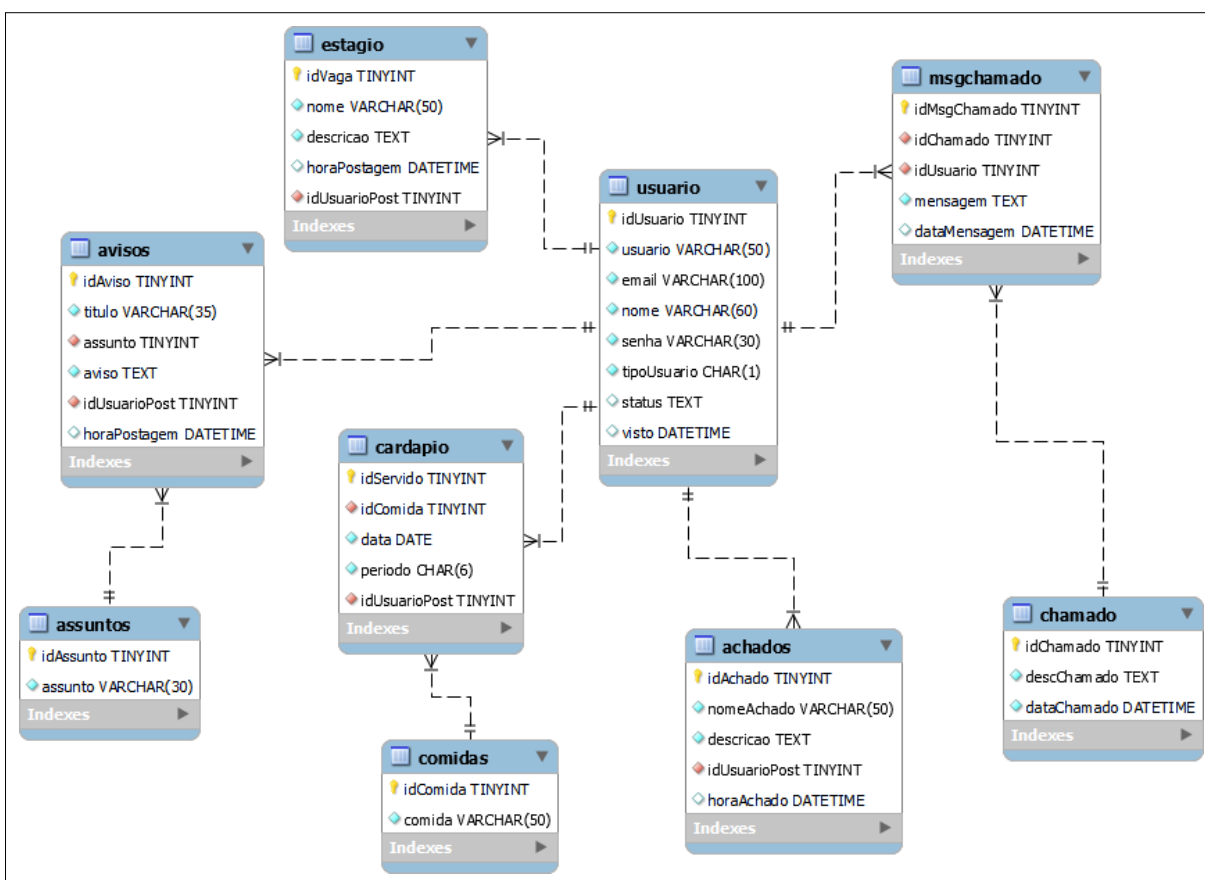 estagio
idVaga TINYINT
nome VARCHAR(50)
descricao TEXT
horaPostagem DATETIME
idUsuarioPost TINYINT
Indexes
msgchamado
idMsgChamado TINYINT
idChamado TINYINT
idUsuario TINYINT
mensagem TEXT
dataMensagem DATETIME
Indexes
usuario
idUsuario TINYINT
usuario VARCHAR(50)
email VARCHAR(100)
nome VARCHAR(60)
senha VARCHAR(30)
tipoUsuario CHAR(1)
status TEXT
visto DATETIME
Indexes
avisos
idAviso TINYINT
titulo VARCHAR(35)
assunto TINYINT
aviso TEXT
idUsuarioPost TINYINT
horaPostagem DATETIME
Indexes
cardapio
idServido TINYINT
idComida TINYINT
data DATE
periodo CHAR(6)
idUsuarioPost TINYINT
Indexes
assuntos
idAssunto TINYINT
assunto VARCHAR(30)
Indexes
achados
idAchado TINYINT
nomeAchado VARCHAR(50)
descricao TEXT
idUsuarioPost TINYINT
horaAchado DATETIME
Indexes
chamado
idChamado TINYINT
descChamado TEXT
dataChamado DATETIME
Indexes
comidas
idComida TINYINT
comida VARCHAR(50)
Indexes